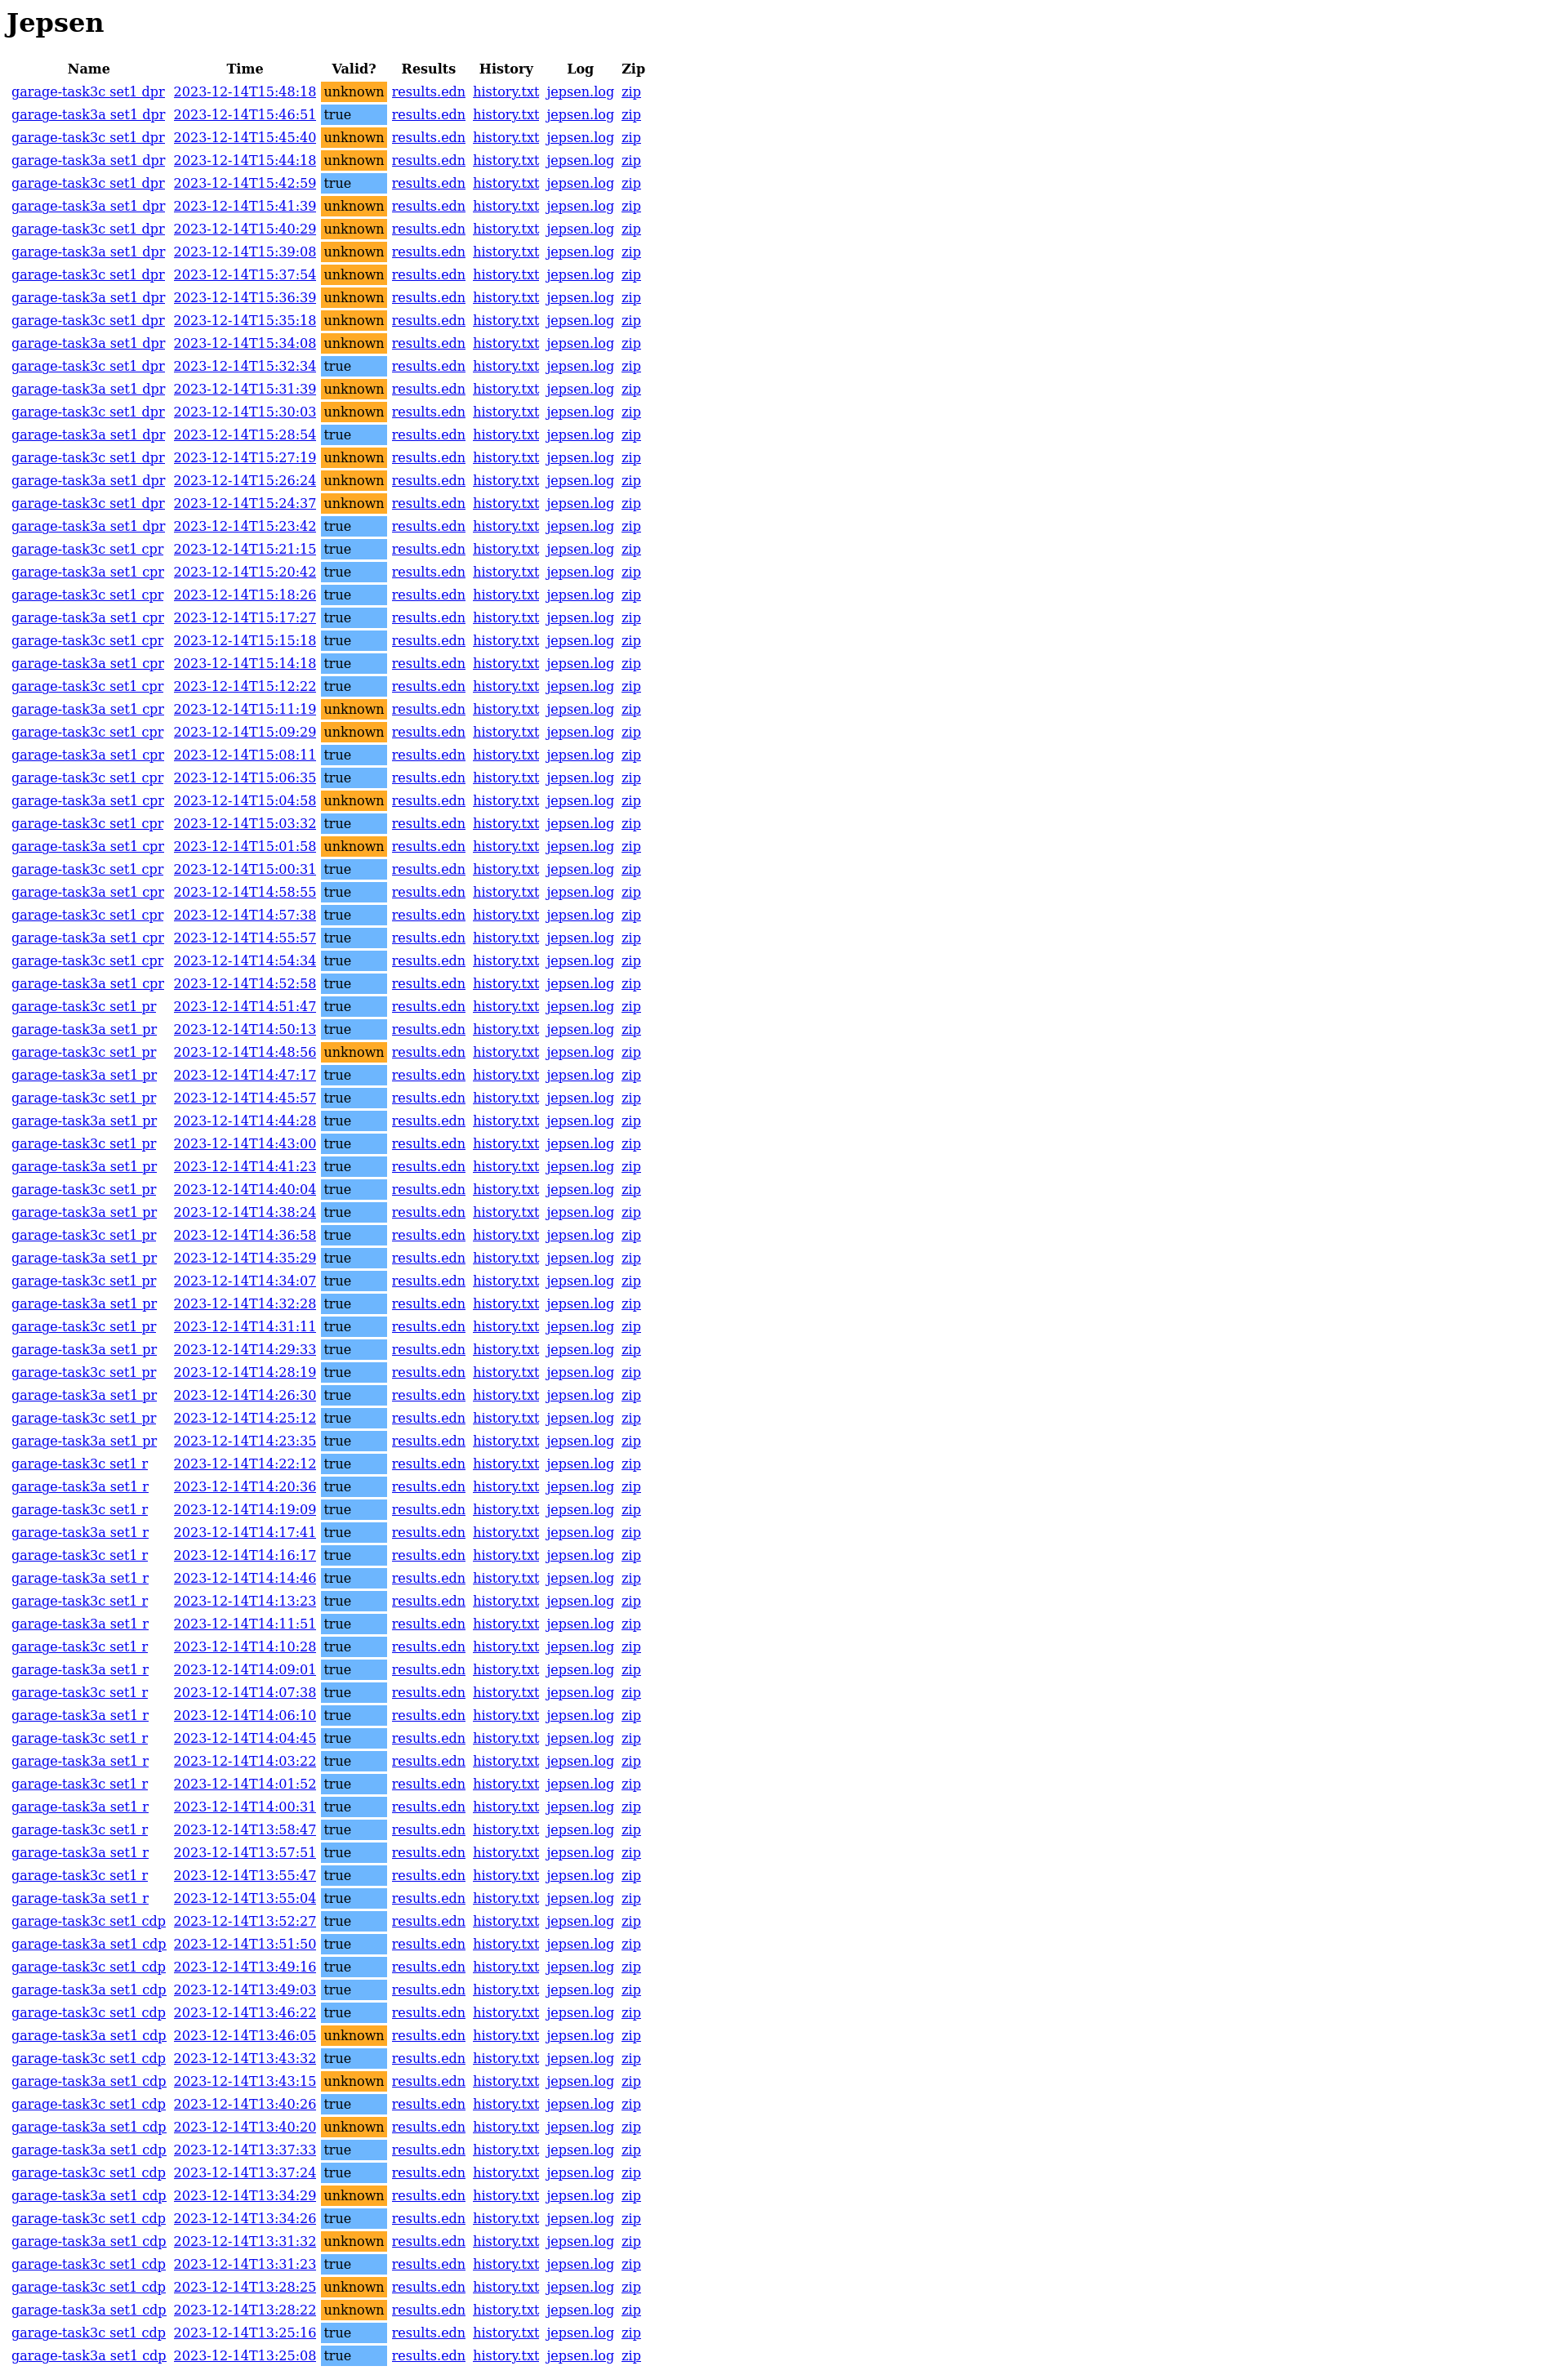 Jepsen
Name Time Valid? Results History Log Zip
garage-task3c set1 dpr 2023-12-14T15:48:18 unknown results.edn history.txt jepsen.log zip
garage-task3a set1 dpr 2023-12-14T15:46:51 true results.edn history.txt jepsen.log zip
garage-task3c set1 dpr 2023-12-14T15:45:40 unknown results.edn history.txt jepsen.log zip
garage-task3a set1 dpr 2023-12-14T15:44:18 unknown results.edn history.txt jepsen.log zip
garage-task3c set1 dpr 2023-12-14T15:42:59 true results.edn history.txt jepsen.log zip
garage-task3a set1 dpr 2023-12-14T15:41:39 unknown results.edn history.txt jepsen.log zip
garage-task3c set1 dpr 2023-12-14T15:40:29 unknown results.edn history.txt jepsen.log zip
garage-task3a set1 dpr 2023-12-14T15:39:08 unknown results.edn history.txt jepsen.log zip
garage-task3c set1 dpr 2023-12-14T15:37:54 unknown results.edn history.txt jepsen.log zip
garage-task3a set1 dpr 2023-12-14T15:36:39 unknown results.edn history.txt jepsen.log zip
garage-task3c set1 dpr 2023-12-14T15:35:18 unknown results.edn history.txt jepsen.log zip
garage-task3a set1 dpr 2023-12-14T15:34:08 unknown results.edn history.txt jepsen.log zip
garage-task3c set1 dpr 2023-12-14T15:32:34 true results.edn history.txt jepsen.log zip
garage-task3a set1 dpr 2023-12-14T15:31:39 unknown results.edn history.txt jepsen.log zip
garage-task3c set1 dpr 2023-12-14T15:30:03 unknown results.edn history.txt jepsen.log zip
garage-task3a set1 dpr 2023-12-14T15:28:54 true results.edn history.txt jepsen.log zip
garage-task3c set1 dpr 2023-12-14T15:27:19 unknown results.edn history.txt jepsen.log zip
garage-task3a set1 dpr 2023-12-14T15:26:24 unknown results.edn history.txt jepsen.log zip
garage-task3c set1 dpr 2023-12-14T15:24:37 unknown results.edn history.txt jepsen.log zip
garage-task3a set1 dpr 2023-12-14T15:23:42 true results.edn history.txt jepsen.log zip
garage-task3c set1 cpr 2023-12-14T15:21:15 true results.edn history.txt jepsen.log zip
garage-task3a set1 cpr 2023-12-14T15:20:42 true results.edn history.txt jepsen.log zip
garage-task3c set1 cpr 2023-12-14T15:18:26 true results.edn history.txt jepsen.log zip
garage-task3a set1 cpr 2023-12-14T15:17:27 true results.edn history.txt jepsen.log zip
garage-task3c set1 cpr 2023-12-14T15:15:18 true results.edn history.txt jepsen.log zip
garage-task3a set1 cpr 2023-12-14T15:14:18 true results.edn history.txt jepsen.log zip
garage-task3c set1 cpr 2023-12-14T15:12:22 true results.edn history.txt jepsen.log zip
garage-task3a set1 cpr 2023-12-14T15:11:19 unknown results.edn history.txt jepsen.log zip
garage-task3c set1 cpr 2023-12-14T15:09:29 unknown results.edn history.txt jepsen.log zip
garage-task3a set1 cpr 2023-12-14T15:08:11 true results.edn history.txt jepsen.log zip
garage-task3c set1 cpr 2023-12-14T15:06:35 true results.edn history.txt jepsen.log zip
garage-task3a set1 cpr 2023-12-14T15:04:58 unknown results.edn history.txt jepsen.log zip
garage-task3c set1 cpr 2023-12-14T15:03:32 true results.edn history.txt jepsen.log zip
garage-task3a set1 cpr 2023-12-14T15:01:58 unknown results.edn history.txt jepsen.log zip
garage-task3c set1 cpr 2023-12-14T15:00:31 true results.edn history.txt jepsen.log zip
garage-task3a set1 cpr 2023-12-14T14:58:55 true results.edn history.txt jepsen.log zip
garage-task3c set1 cpr 2023-12-14T14:57:38 true results.edn history.txt jepsen.log zip
garage-task3a set1 cpr 2023-12-14T14:55:57 true results.edn history.txt jepsen.log zip
garage-task3c set1 cpr 2023-12-14T14:54:34 true results.edn history.txt jepsen.log zip
garage-task3a set1 cpr 2023-12-14T14:52:58 true results.edn history.txt jepsen.log zip
garage-task3c set1 pr 2023-12-14T14:51:47 true results.edn history.txt jepsen.log zip
garage-task3a set1 pr 2023-12-14T14:50:13 true results.edn history.txt jepsen.log zip
garage-task3c set1 pr 2023-12-14T14:48:56 unknown results.edn history.txt jepsen.log zip
garage-task3a set1 pr 2023-12-14T14:47:17 true results.edn history.txt jepsen.log zip
garage-task3c set1 pr 2023-12-14T14:45:57 true results.edn history.txt jepsen.log zip
garage-task3a set1 pr 2023-12-14T14:44:28 true results.edn history.txt jepsen.log zip
garage-task3c set1 pr 2023-12-14T14:43:00 true results.edn history.txt jepsen.log zip
garage-task3a set1 pr 2023-12-14T14:41:23 true results.edn history.txt jepsen.log zip
garage-task3c set1 pr 2023-12-14T14:40:04 true results.edn history.txt jepsen.log zip
garage-task3a set1 pr 2023-12-14T14:38:24 true results.edn history.txt jepsen.log zip
garage-task3c set1 pr 2023-12-14T14:36:58 true results.edn history.txt jepsen.log zip
garage-task3a set1 pr 2023-12-14T14:35:29 true results.edn history.txt jepsen.log zip
garage-task3c set1 pr 2023-12-14T14:34:07 true results.edn history.txt jepsen.log zip
garage-task3a set1 pr 2023-12-14T14:32:28 true results.edn history.txt jepsen.log zip
garage-task3c set1 pr 2023-12-14T14:31:11 true results.edn history.txt jepsen.log zip
garage-task3a set1 pr 2023-12-14T14:29:33 true results.edn history.txt jepsen.log zip
garage-task3c set1 pr 2023-12-14T14:28:19 true results.edn history.txt jepsen.log zip
garage-task3a set1 pr 2023-12-14T14:26:30 true results.edn history.txt jepsen.log zip
garage-task3c set1 pr 2023-12-14T14:25:12 true results.edn history.txt jepsen.log zip
garage-task3a set1 pr 2023-12-14T14:23:35 true results.edn history.txt jepsen.log zip
garage-task3c set1 r 2023-12-14T14:22:12 true results.edn history.txt jepsen.log zip
garage-task3a set1 r 2023-12-14T14:20:36 true results.edn history.txt jepsen.log zip
garage-task3c set1 r 2023-12-14T14:19:09 true results.edn history.txt jepsen.log zip
garage-task3a set1 r 2023-12-14T14:17:41 true results.edn history.txt jepsen.log zip
garage-task3c set1 r 2023-12-14T14:16:17 true results.edn history.txt jepsen.log zip
garage-task3a set1 r 2023-12-14T14:14:46 true results.edn history.txt jepsen.log zip
garage-task3c set1 r 2023-12-14T14:13:23 true results.edn history.txt jepsen.log zip
garage-task3a set1 r 2023-12-14T14:11:51 true results.edn history.txt jepsen.log zip
garage-task3c set1 r 2023-12-14T14:10:28 true results.edn history.txt jepsen.log zip
garage-task3a set1 r 2023-12-14T14:09:01 true results.edn history.txt jepsen.log zip
garage-task3c set1 r 2023-12-14T14:07:38 true results.edn history.txt jepsen.log zip
garage-task3a set1 r 2023-12-14T14:06:10 true results.edn history.txt jepsen.log zip
garage-task3c set1 r 2023-12-14T14:04:45 true results.edn history.txt jepsen.log zip
garage-task3a set1 r 2023-12-14T14:03:22 true results.edn history.txt jepsen.log zip
garage-task3c set1 r 2023-12-14T14:01:52 true results.edn history.txt jepsen.log zip
garage-task3a set1 r 2023-12-14T14:00:31 true results.edn history.txt jepsen.log zip
garage-task3c set1 r 2023-12-14T13:58:47 true results.edn history.txt jepsen.log zip
garage-task3a set1 r 2023-12-14T13:57:51 true results.edn history.txt jepsen.log zip
garage-task3c set1 r 2023-12-14T13:55:47 true results.edn history.txt jepsen.log zip
garage-task3a set1 r 2023-12-14T13:55:04 true results.edn history.txt jepsen.log zip
garage-task3c set1 cdp 2023-12-14T13:52:27 true results.edn history.txt jepsen.log zip
garage-task3a set1 cdp 2023-12-14T13:51:50 true results.edn history.txt jepsen.log zip
garage-task3c set1 cdp 2023-12-14T13:49:16 true results.edn history.txt jepsen.log zip
garage-task3a set1 cdp 2023-12-14T13:49:03 true results.edn history.txt jepsen.log zip
garage-task3c set1 cdp 2023-12-14T13:46:22 true results.edn history.txt jepsen.log zip
garage-task3a set1 cdp 2023-12-14T13:46:05 unknown results.edn history.txt jepsen.log zip
garage-task3c set1 cdp 2023-12-14T13:43:32 true results.edn history.txt jepsen.log zip
garage-task3a set1 cdp 2023-12-14T13:43:15 unknown results.edn history.txt jepsen.log zip
garage-task3c set1 cdp 2023-12-14T13:40:26 true results.edn history.txt jepsen.log zip
garage-task3a set1 cdp 2023-12-14T13:40:20 unknown results.edn history.txt jepsen.log zip
garage-task3a set1 cdp 2023-12-14T13:37:33 true results.edn history.txt jepsen.log zip
garage-task3c set1 cdp 2023-12-14T13:37:24 true results.edn history.txt jepsen.log zip
garage-task3a set1 cdp 2023-12-14T13:34:29 unknown results.edn history.txt jepsen.log zip
garage-task3c set1 cdp 2023-12-14T13:34:26 true results.edn history.txt jepsen.log zip
garage-task3a set1 cdp 2023-12-14T13:31:32 unknown results.edn history.txt jepsen.log zip
garage-task3c set1 cdp 2023-12-14T13:31:23 true results.edn history.txt jepsen.log zip
garage-task3c set1 cdp 2023-12-14T13:28:25 unknown results.edn history.txt jepsen.log zip
garage-task3a set1 cdp 2023-12-14T13:28:22 unknown results.edn history.txt jepsen.log zip
garage-task3c set1 cdp 2023-12-14T13:25:16 true results.edn history.txt jepsen.log zip
garage-task3a set1 cdp 2023-12-14T13:25:08 true results.edn history.txt jepsen.log zip